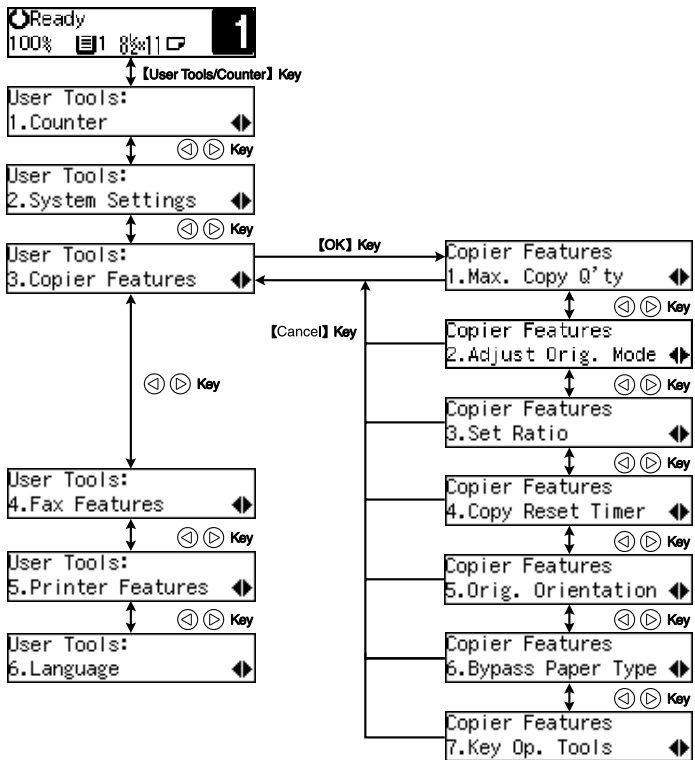 Ready
100% 1 8½×11 1
【User Tools/Counter】 Key
User Tools:
1.Counter
Key
User Tools:
2.System Settings
Key
User Tools:
3.Copier Features
【OK】 Key
【Cancel】 Key
Key
User Tools:
4.Fax Features
Key
User Tools:
5.Printer Features
Key
User Tools:
6.Language
Copier Features
1.Max. Copy Q'ty
Key
Copier Features
2.Adjust Orig. Mode
Key
Copier Features
3.Set Ratio
Key
Copier Features
4.Copy Reset Timer
Key
Copier Features
5.Orig. Orientation
Key
Copier Features
6.Bypass Paper Type
Key
Copier Features
7.Key Op. Tools